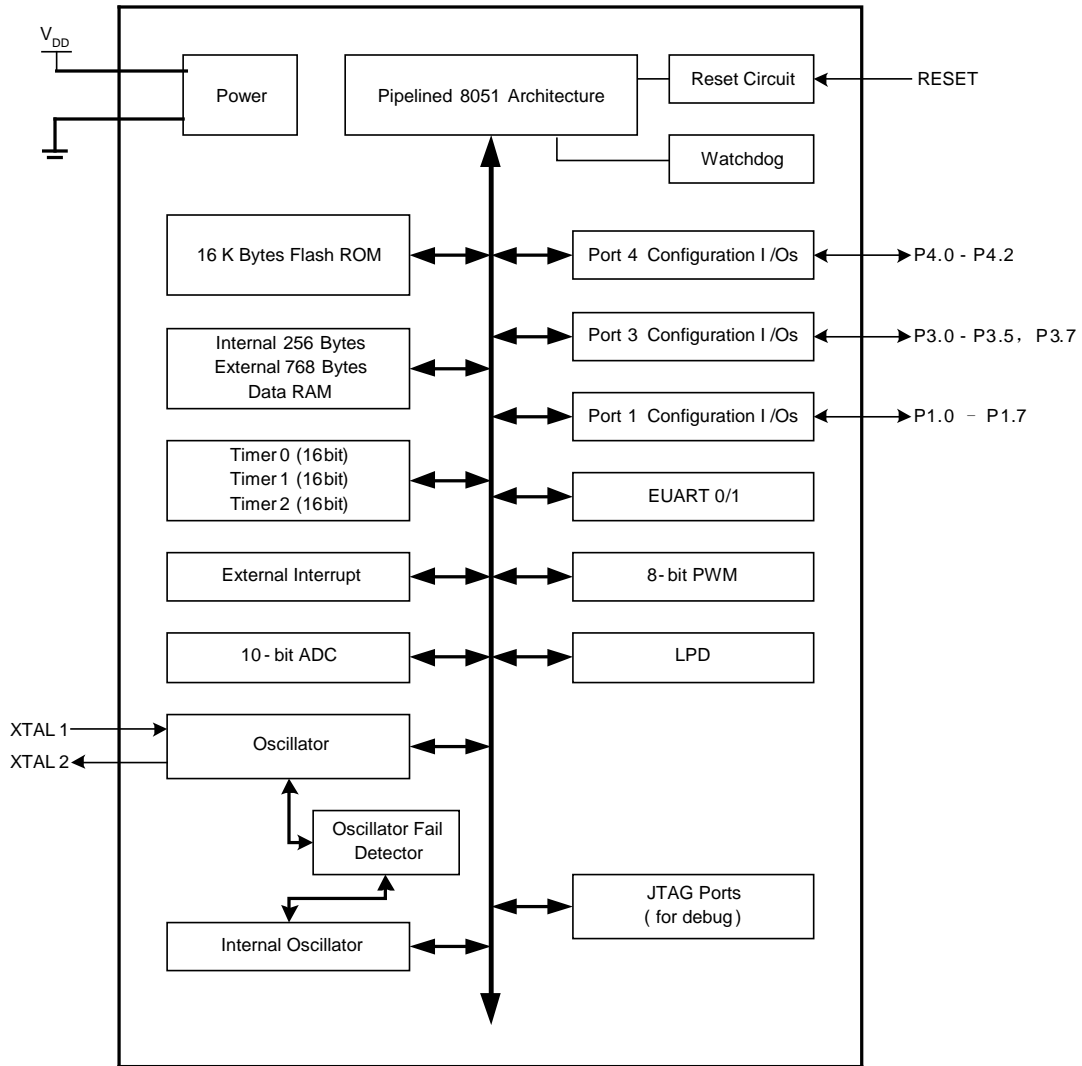 VDD
Power
Pipelined 8051 Architecture
Reset Circuit
RESET
Watchdog
16 K Bytes Flash ROM
Port 4 Configuration I /Os
P4.0 - P4.2
Internal 256 Bytes
External 768 Bytes
Data RAM
Port 3 Configuration I /Os
P3.0 - P3.5，P3.7
Port 1 Configuration I /Os
P1.0 – P1.7
Timer 0 (16bit)
Timer 1 (16bit)
Timer 2 (16bit)
EUART 0/1
External Interrupt
8-bit PWM
10-bit ADC
LPD
XTAL 1
XTAL 2
Oscillator
Oscillator Fail
Detector
JTAG Ports
( for debug )
Internal Oscillator